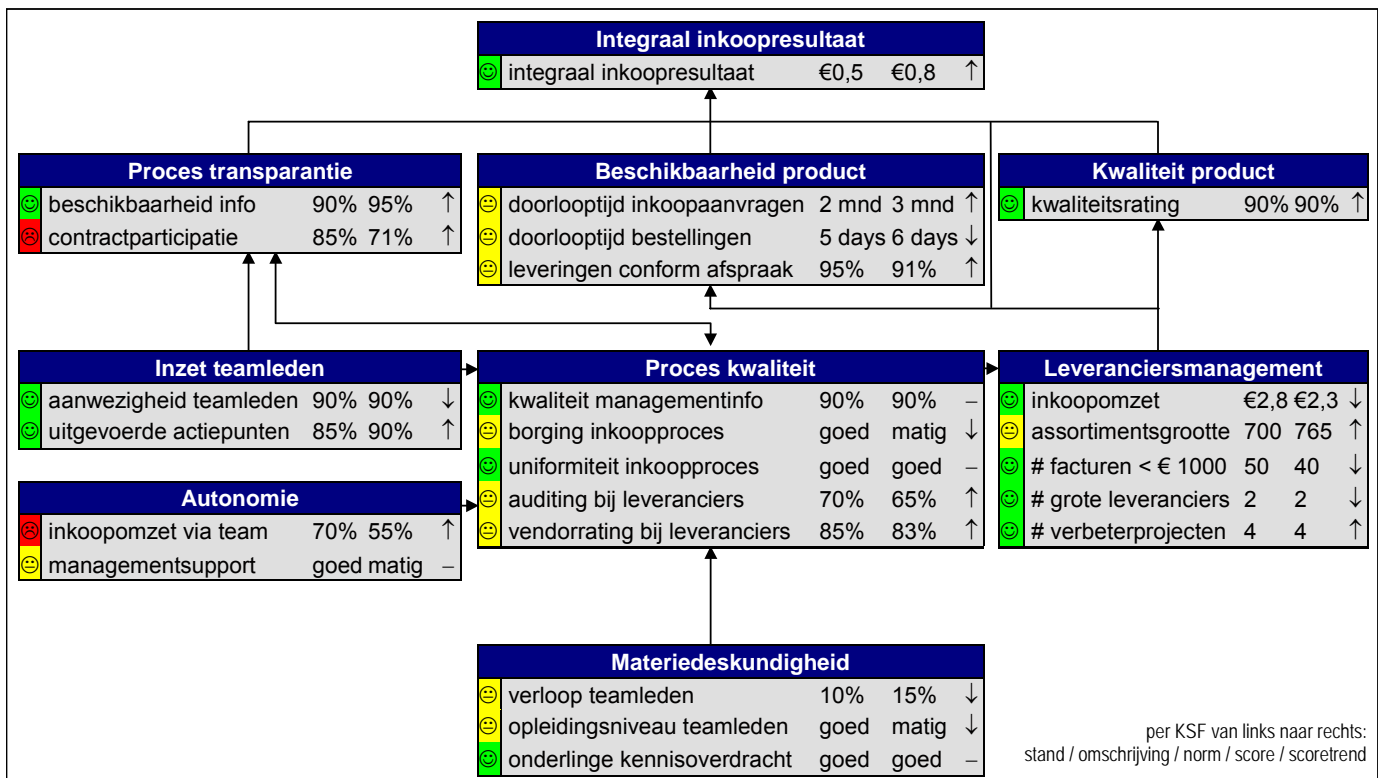 Integraal inkoopresultaat
integraal inkoopresultaat €0,5 €0,8 ↑
Proces transparantie
beschikbaarheid info 90% 95% ↑
contractparticipatie 85% 71% ↑
Beschikbaarheid product
doorlooptijd inkoopaanvragen 2 mnd 3 mnd ↑
doorlooptijd bestellingen 5 days 6 days ↓
leveringen conform afspraak 95% 91% ↑
Kwaliteit product
kwaliteitsrating 90% 90% ↑
Inzet teamleden
aanwezigheid teamleden 90% 90% ↓
uitgevoerde actiepunten 85% 90% ↑
Proces kwaliteit
kwaliteit managementinfo 90% 90% –
borging inkoopproces goed matig ↓
uniformiteit inkoopproces goed goed –
auditing bij leveranciers 70% 65% ↑
vendorrating bij leveranciers 85% 83% ↑
Leveranciersmanagement
inkoopomzet €2,8 €2,3 ↓
assortimentsgrootte 700 765 ↑
# facturen < € 1000 50 40 ↓
# grote leveranciers 2 2 ↓
# verbeterprojecten 4 4 ↑
Autonomie
inkoopomzet via team 70% 55% ↑
managementsupport goed matig –
Materiedeskundigheid
verloop teamleden 10% 15% ↓
opleidingsniveau teamleden goed matig ↓
onderlinge kennisoverdracht goed goed –
per KSF van links naar rechts:
stand / omschrijving / norm / score / scoretrend